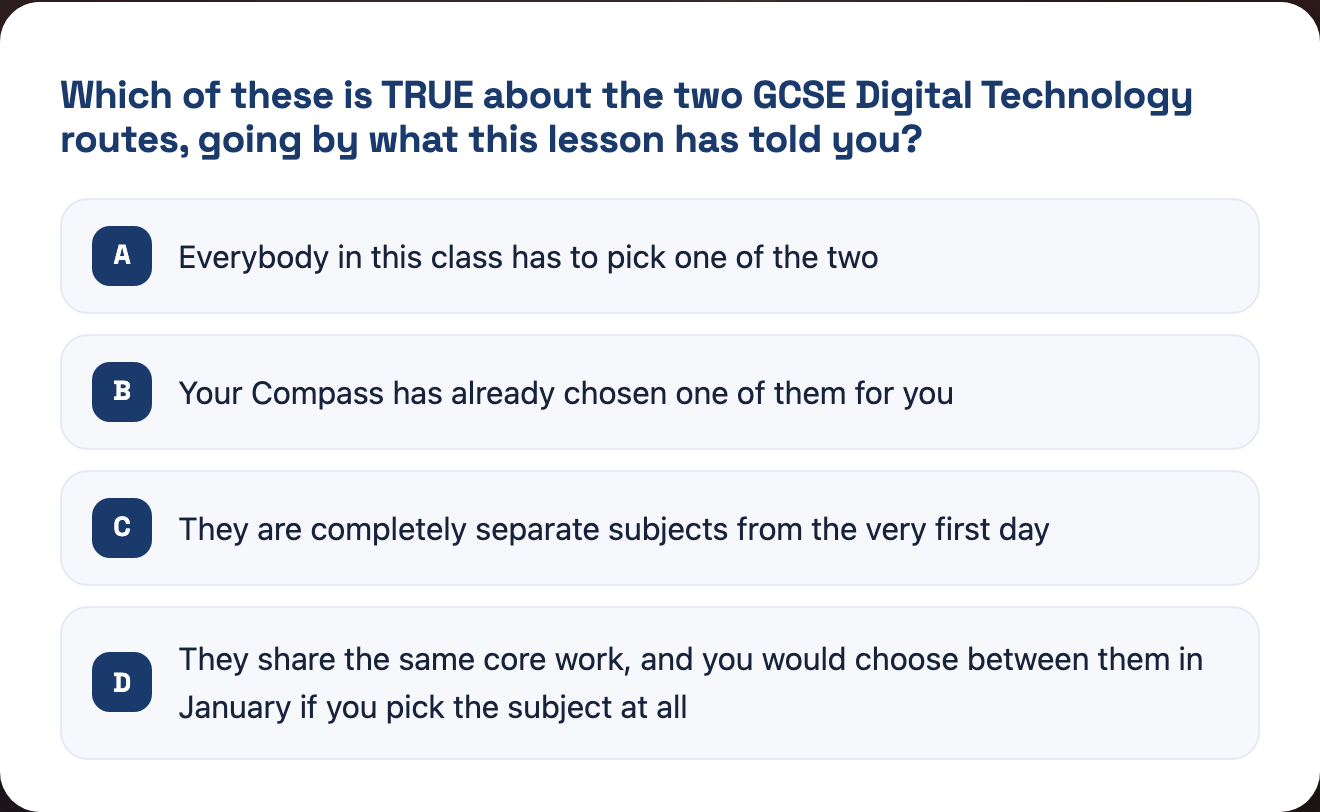 Which of these is TRUE about the two GCSE Digital Technology
routes, going by what this lesson has told you?
A
Everybody in this class has to pick one of the two
B
Your Compass has already chosen one of them for you
C
They are completely separate subjects from the very first day
D
They share the same core work, and you would choose between them in
January if you pick the subject at all